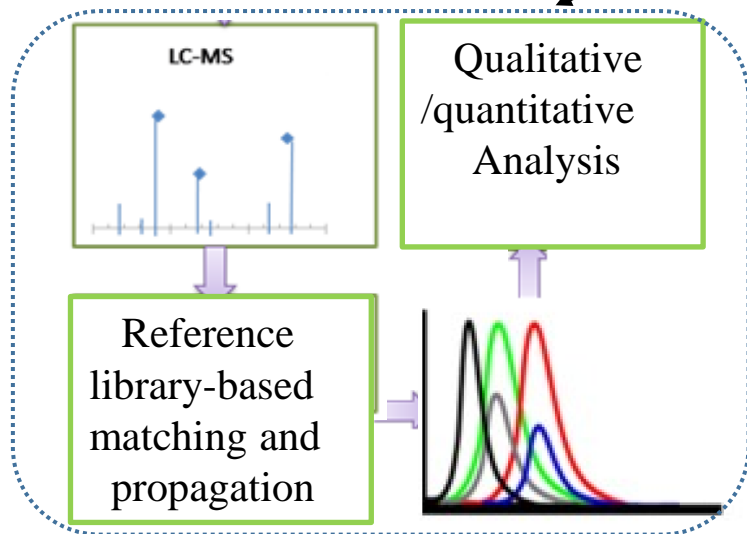 LC-MS
Qualitative
/quantitative
Analysis
Reference
library-based
matching and
propagation